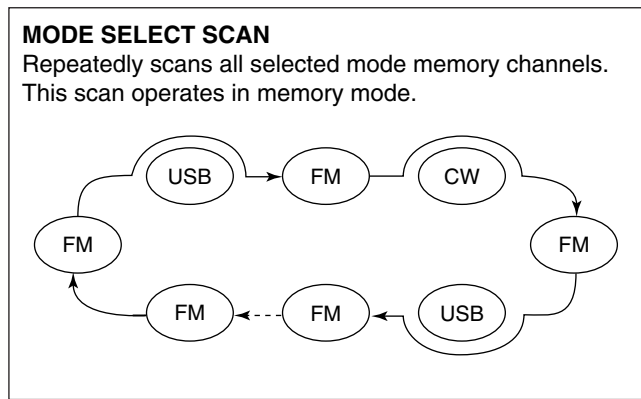 MODE SELECT SCAN
Repeatedly scans all selected mode memory channels.
This scan operates in memory mode.
USB
FM
CW
FM
FM
FM
FM
USB